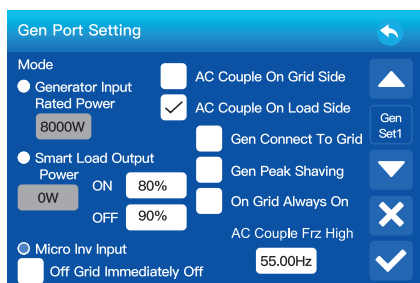 Gen Port Setting
Mode
Generator Input
Rated Power
8000W
Smart Load Output
Power
0W
ON 80%
OFF 90%
Micro Inv Input
Off Grid Immediately Off
AC Couple On Grid Side
AC Couple On Load Side
Gen Connect To Grid
Gen Peak Shaving
On Grid Always On
AC Couple Frz High
55.00Hz
Gen
Set1